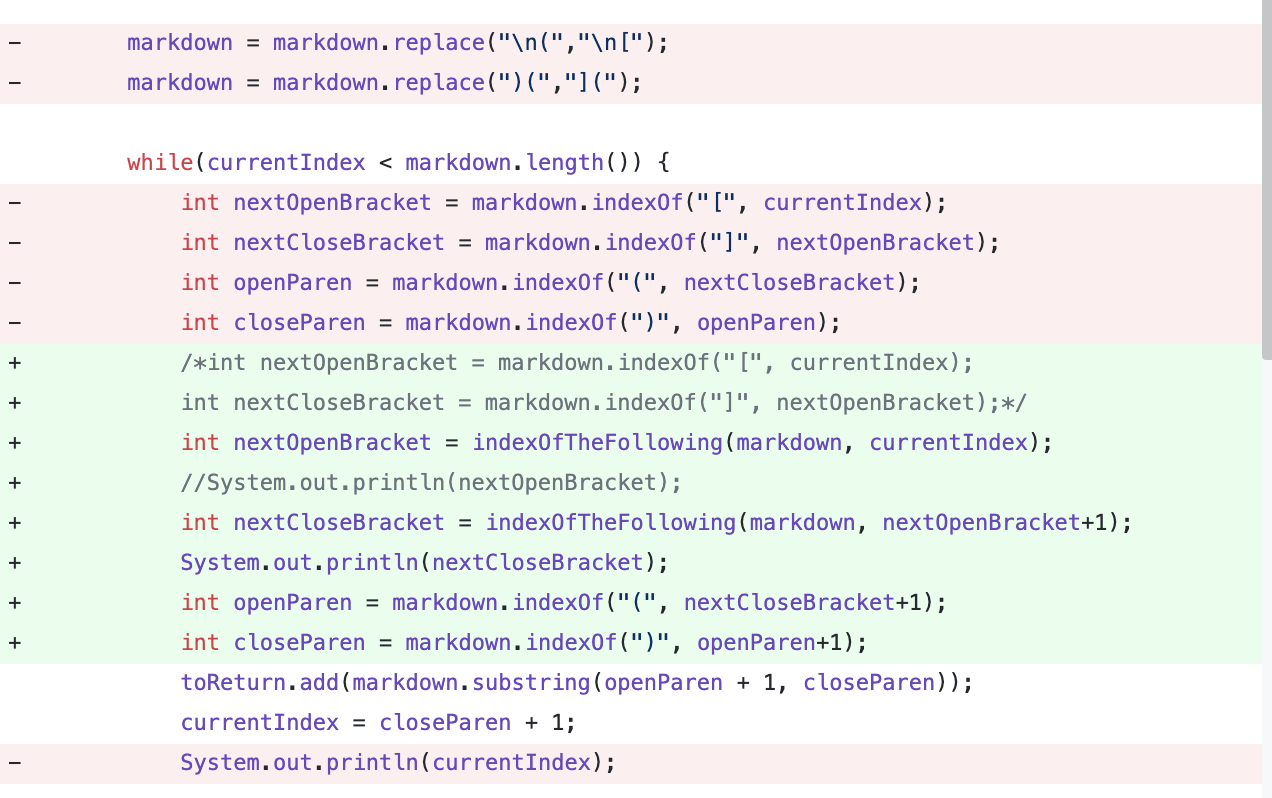 −        markdown = markdown.replace("\n(","\n[");
−        markdown = markdown.replace(")(","](");
         while(currentIndex < markdown.length()) {
−            int nextOpenBracket = markdown.indexOf("[", currentIndex);
−            int nextCloseBracket = markdown.indexOf("]", nextOpenBracket);
−            int openParen = markdown.indexOf("(", nextCloseBracket);
−            int closeParen = markdown.indexOf(")", openParen);
+            /*int nextOpenBracket = markdown.indexOf("[", currentIndex);
+            int nextCloseBracket = markdown.indexOf("]", nextOpenBracket);*/
+            int nextOpenBracket = indexOfTheFollowing(markdown, currentIndex);
+            //System.out.println(nextOpenBracket);
+            int nextCloseBracket = indexOfTheFollowing(markdown, nextOpenBracket+1);
+            System.out.println(nextCloseBracket);
+            int openParen = markdown.indexOf("(", nextCloseBracket+1);
+            int closeParen = markdown.indexOf(")", openParen+1);
             toReturn.add(markdown.substring(openParen + 1, closeParen));
             currentIndex = closeParen + 1;
−            System.out.println(currentIndex);